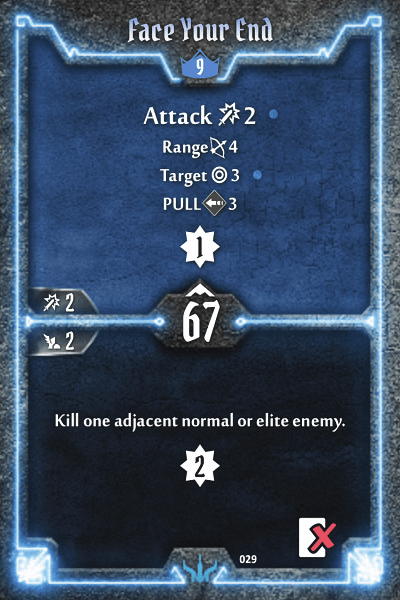 Face Your End
9
Attack 2
Range 4
Target 3
PULL 3
1
2
67
2
Kill one adjacent normal or elite enemy.
2
029